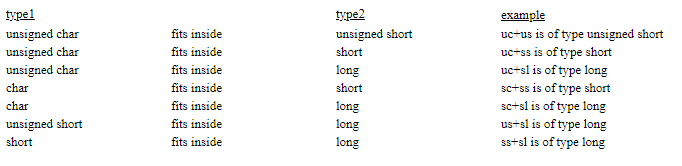 type1 type2 example
unsigned char fits inside unsigned short uc+us is of type unsigned short
unsigned char fits inside short uc+ss is of type short
unsigned char fits inside long uc+sl is of type long
char fits inside short sc+ss is of type short
char fits inside long sc+sl is of type long
unsigned short fits inside long us+sl is of type long
short fits inside long ss+sl is of type long